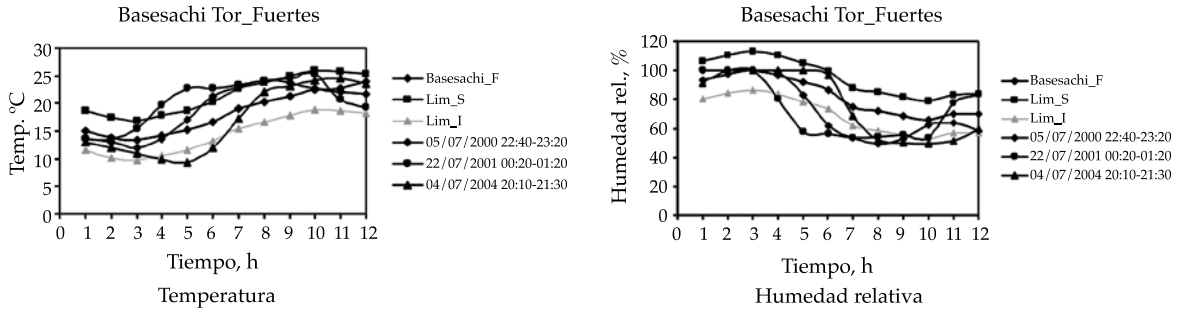 Basesachi Tor_Fuertes
30
25
20
15
10
5
0
Temp. °C
0 1 2 3 4 5 6 7 8 9 10 11 12
Tiempo, h
Basesachi_F
Lim_S
Lim_I
05/07/2000 22:40-23:20
22/07/2001 00:20-01:20
04/07/2004 20:10-21:30
Temperatura
Basesachi Tor_Fuertes
120
100
80
60
40
20
0
Humedad rel., %
0 1 2 3 4 5 6 7 8 9 10 11 12
Tiempo, h
Basesachi_F
Lim_S
Lim_I
05/07/2000 22:40-23:20
22/07/2001 00:20-01:20
04/07/2004 20:10-21:30
Humedad relativa